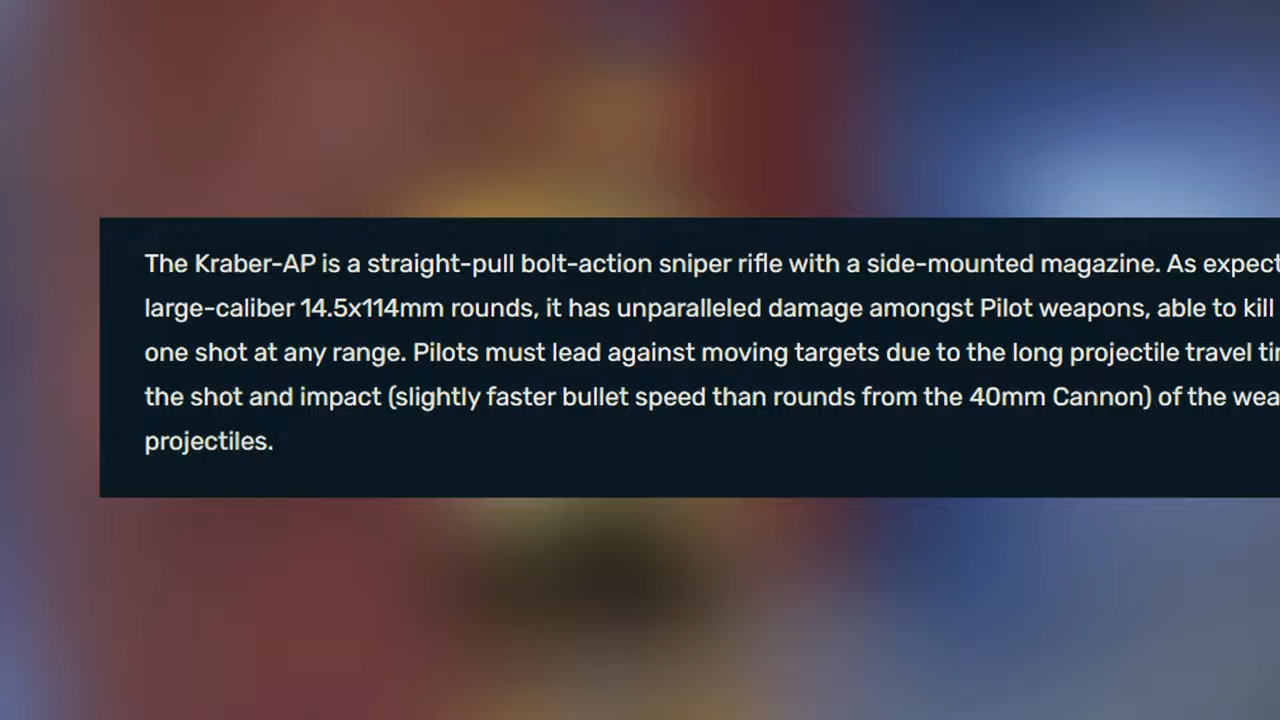 The Kraber-AP is a straight-pull bolt-action sniper rifle with a side-mounted magazine. As
large-caliber 14.5x114mm rounds, it has unparalleled damage amongst Pilot weapons, able to kill
one shot at any range. Pilots must lead against moving targets due to the long projectile travel
the shot and impact (slightly faster bullet speed than rounds from the 40mm Cannon) of the
projectiles.